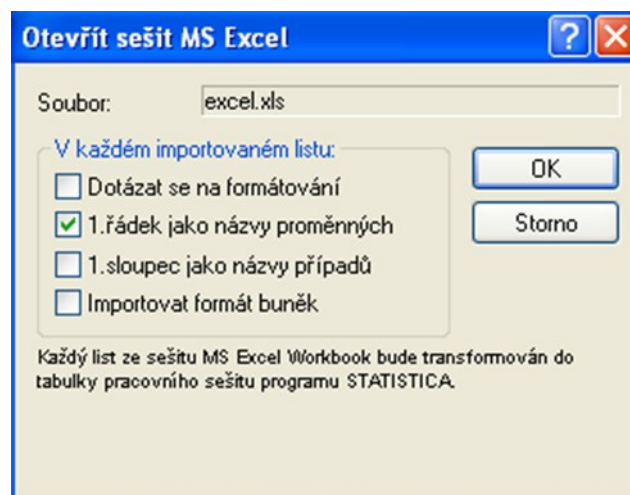 Otevřít sešit MS Excel
Soubor: excel.xls
V každém importovaném listu:
Dotázat se na formátování
1.řádek jako názvy proměnných
1.sloupec jako názvy případů
Importovat formát buněk
OK
Storno
Každý list ze sešitu MS Excel Workbook bude transformován do
tabulky pracovního sešitu programu STATISTICA.